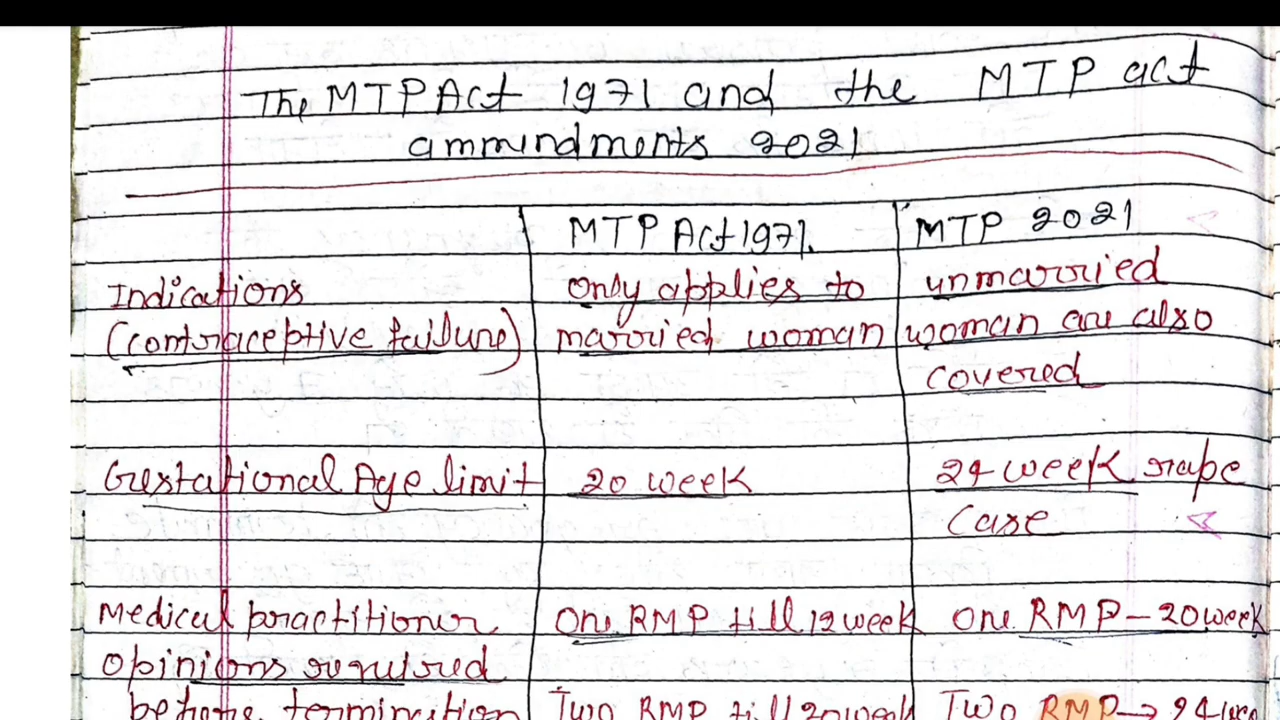 The MTP Act 1971 and the MTP act
ammindments 2021
MTP Act 1971. MTP 2021
Indications only applies to unmarried
(contraceptive failure) married woman woman are also
covered
Gestational Age limit 20 week 24 week rape
Case
Medical practitioner One RMP till 12 week One RMP – 20 week
opinions required
before termination Two RMP till 20 week Two RMP → 24